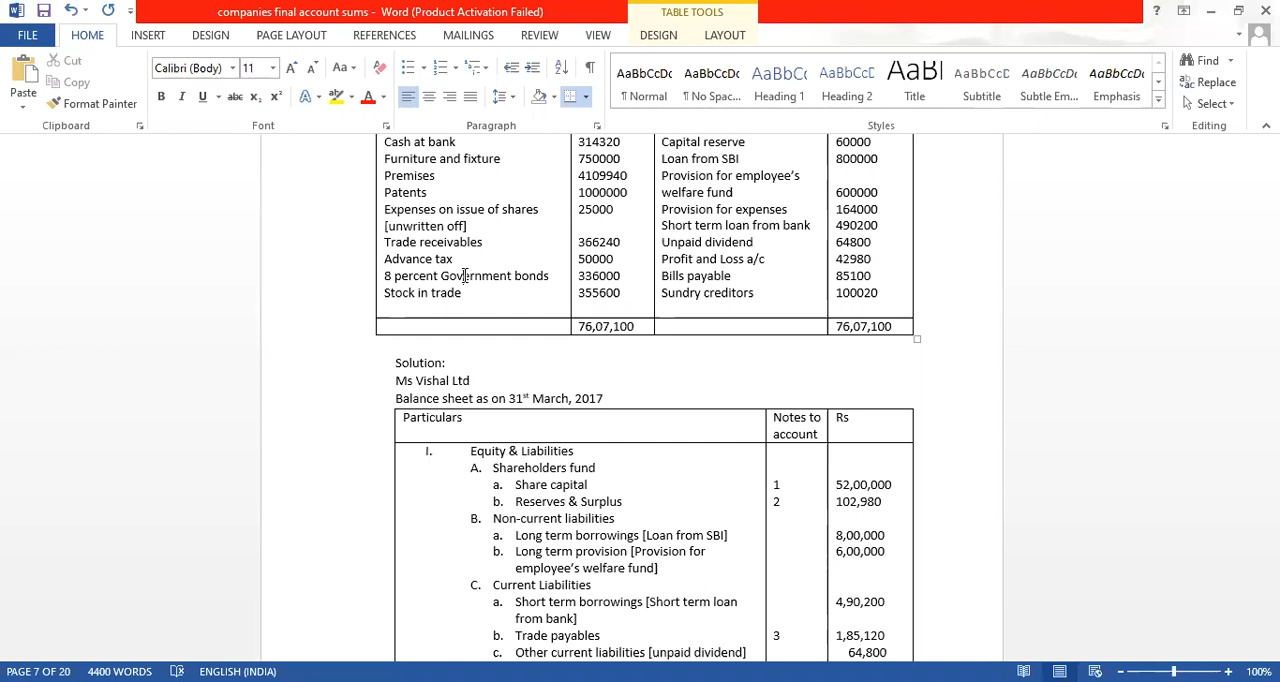 companies final account sums - Word (Product Activation Failed)
TABLE TOOLS
?
FILE HOME INSERT DESIGN PAGE LAYOUT REFERENCES MAILINGS REVIEW VIEW DESIGN LAYOUT
Paste
Cut
Copy
Format Painter
Clipboard
Calibri (Body) 11
Font
Paragraph
AaBbCcDc AaBbCcDc AaBbCc AaBbCcDc AaBl AaBbCcDc AaBbCcDc AaBbCcDc
¶ Normal ¶ No Spac... Heading 1 Heading 2 Title Subtitle Subtle Em... Emphasis
Styles
Find
Replace
Select
Editing
Cash at bank 314320 Capital reserve 60000
Furniture and fixture 750000 Loan from SBI 800000
Premises 4109940 Provision for employee's
Patents 1000000 welfare fund 600000
Expenses on issue of shares 25000 Provision for expenses 164000
[unwritten off] Short term loan from bank 490200
Trade receivables 366240 Unpaid dividend 64800
Advance tax 50000 Profit and Loss a/c 42980
8 percent Government bonds 336000 Bills payable 85100
Stock in trade 355600 Sundry creditors 100020
76,07,100 76,07,100
Solution:
Ms Vishal Ltd
Balance sheet as on 31st March, 2017
Particulars Notes to account Rs
I. Equity & Liabilities
A. Shareholders fund
a. Share capital 1 52,00,000
b. Reserves & Surplus 2 102,980
B. Non-current liabilities
a. Long term borrowings [Loan from SBI] 8,00,000
b. Long term provision [Provision for 6,00,000
employee's welfare fund]
C. Current Liabilities
a. Short term borrowings [Short term loan 4,90,200
from bank]
b. Trade payables 3 1,85,120
c. Other current liabilities [unpaid dividend] 64,800
PAGE 7 OF 20 4400 WORDS ENGLISH (INDIA) 100%